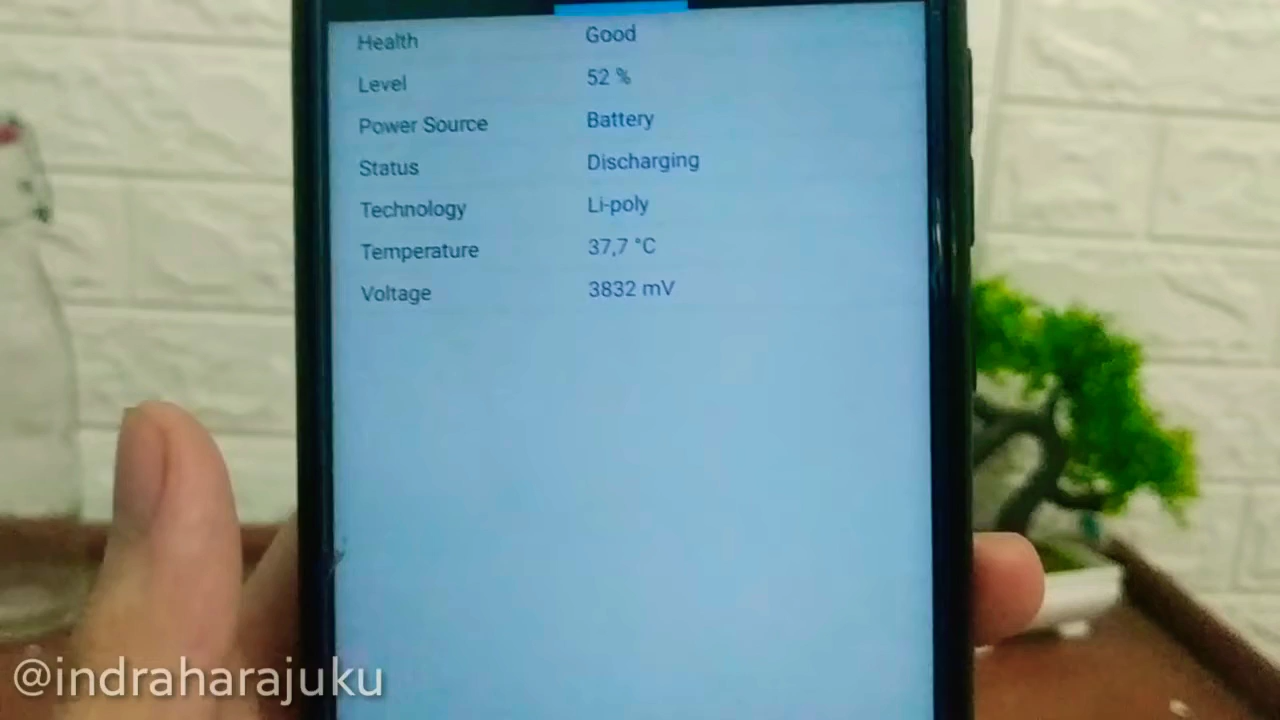 Health Good
Level 52 %
Power Source Battery
Status Discharging
Technology Li-poly
Temperature 37,7 °C
Voltage 3832 mV
@indraharajuku